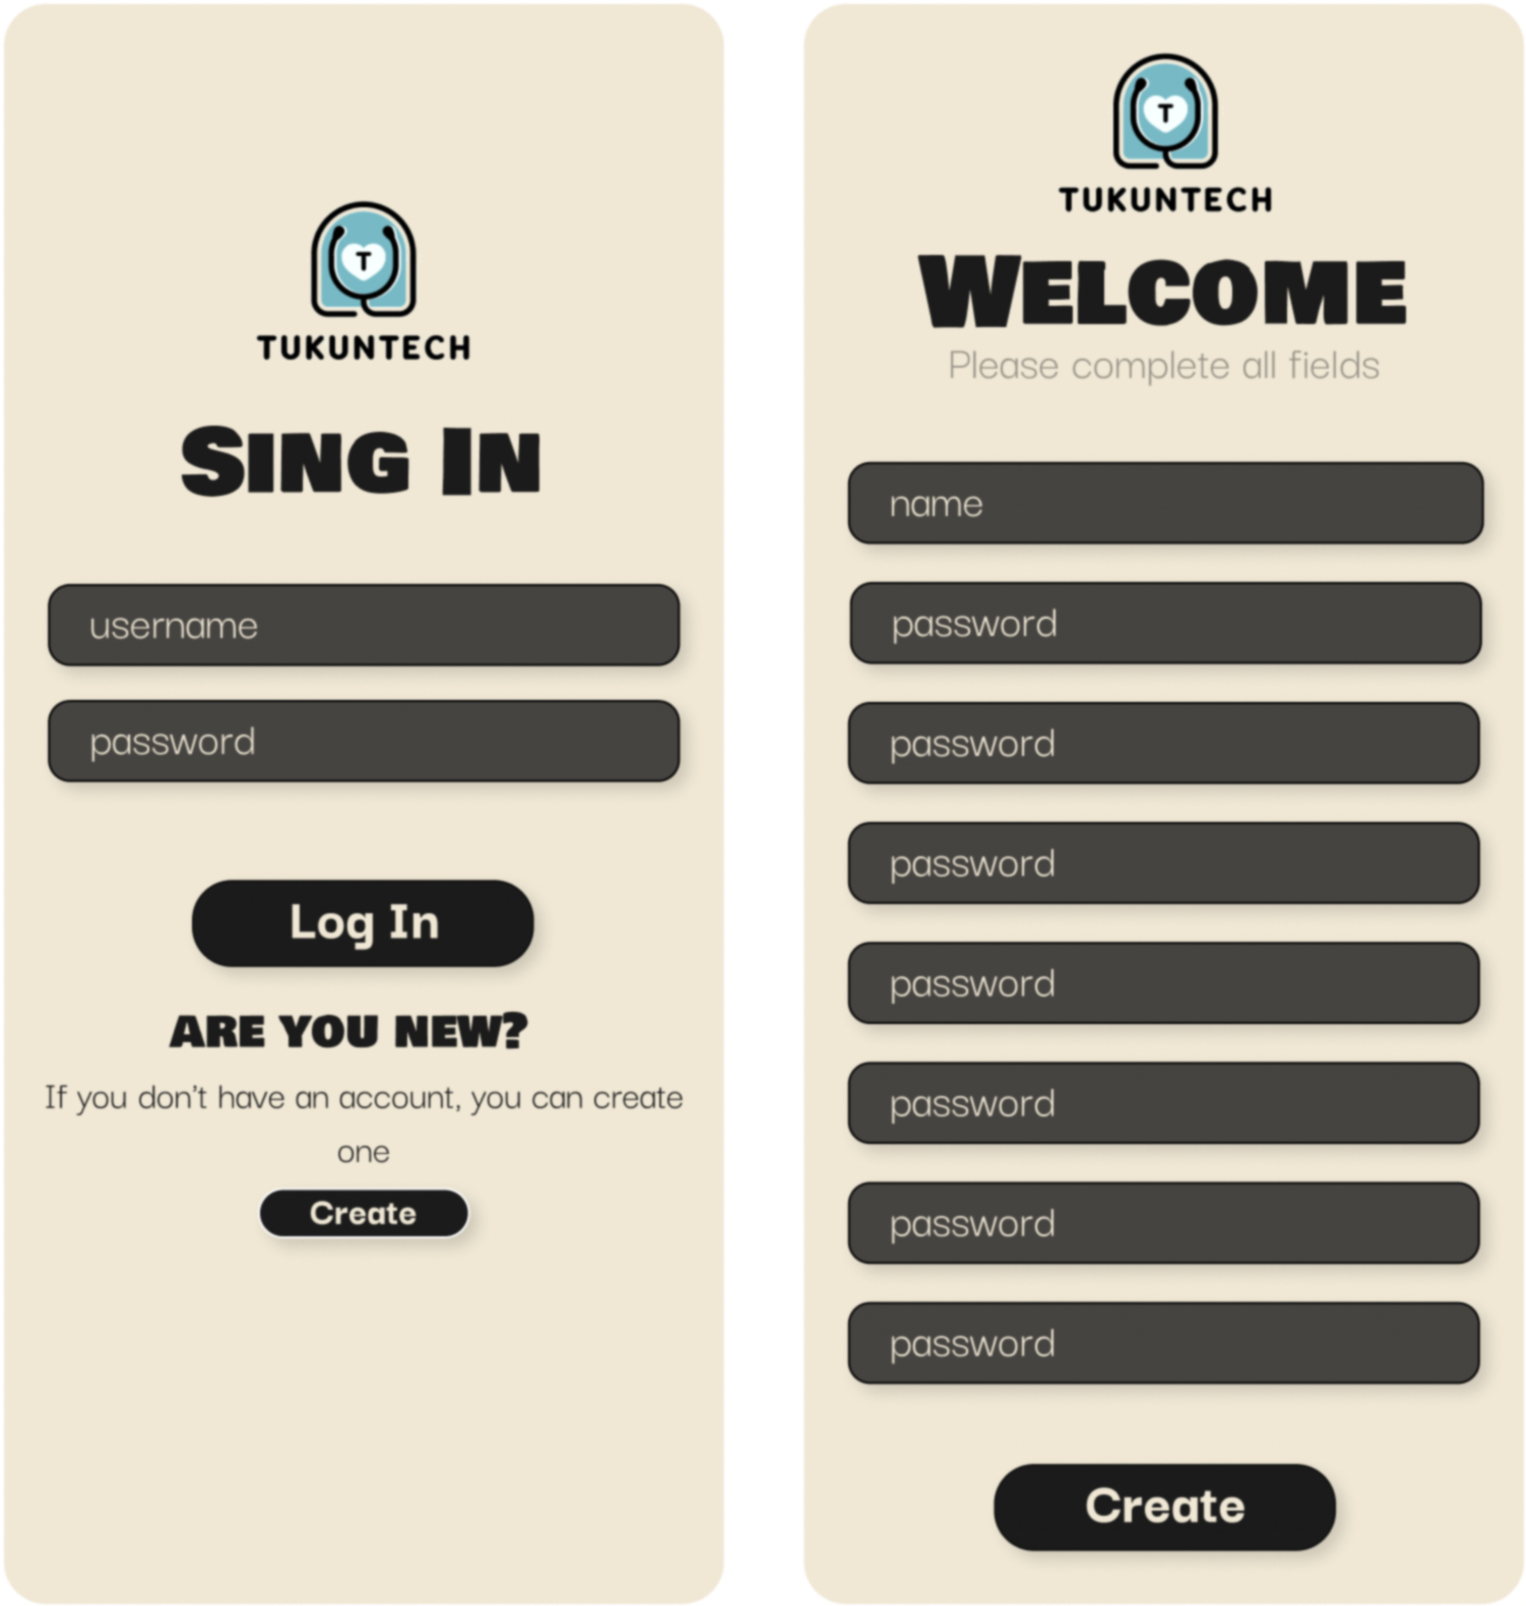 T
TUKUNTECH
SING IN
username
password
Log In
ARE YOU NEW?
If you don't have an account, you can create
one
Create
T
TUKUNTECH
WELCOME
Please complete all fields
name
password
password
password
password
password
password
password
Create